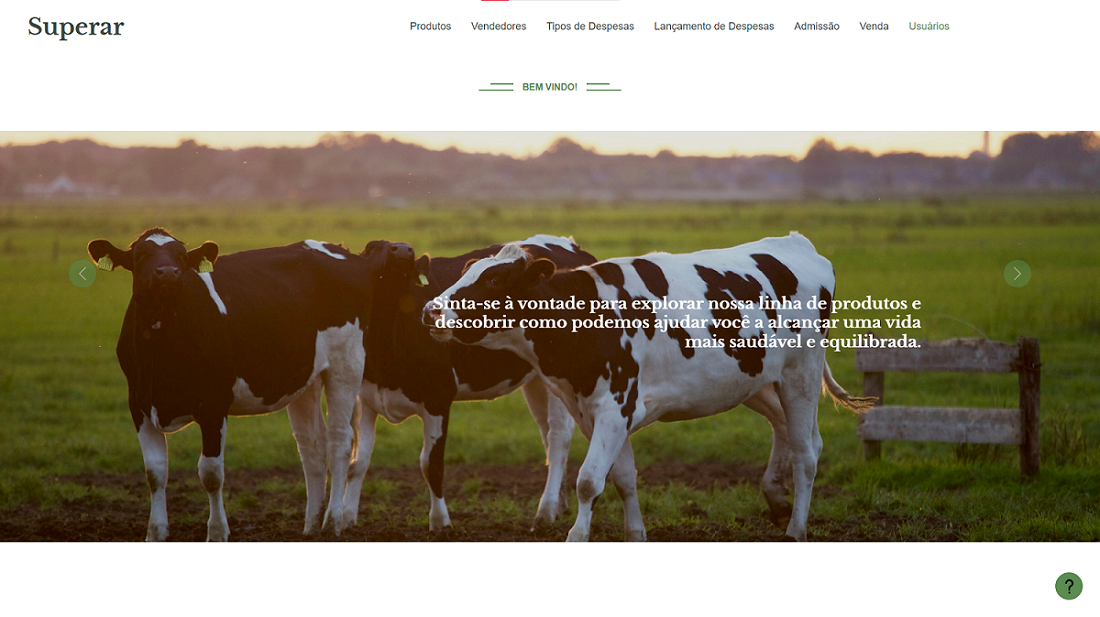 Superar
Produtos Vendedores Tipos de Despesas Lançamento de Despesas Admissão Venda Usuários
BEM VINDO!
Sinta-se à vontade para explorar nossa linha de produtos e
descobrir como podemos ajudar você a alcançar uma vida
mais saudável e equilibrada.
?